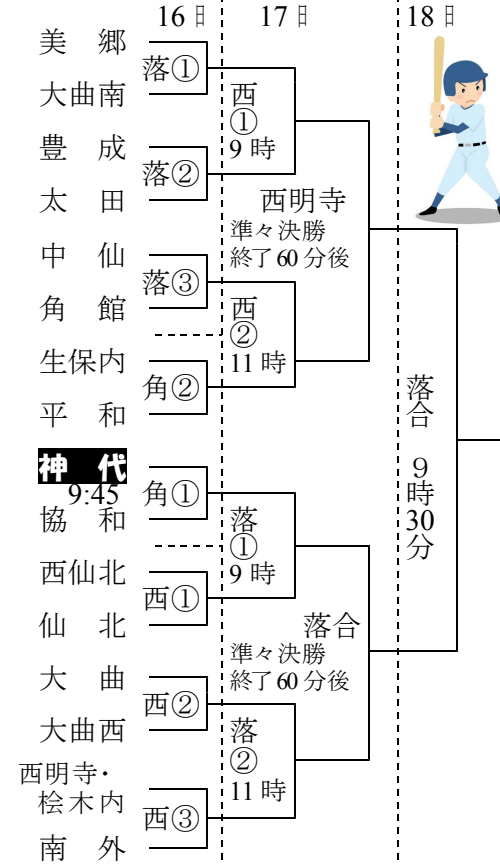 16日 17日 18日
美 郷
落①
大曲南
西①
9時
豊 成
落②
太 田
西明寺
準々決勝
終了60分後
中 仙
落③
角 館
西②
11時
生保内
角②
平 和
落合 9時30分
神 代
9:45
角①
協 和
落①
9時
西仙北
西①
仙 北
落合
準々決勝
終了60分後
大 曲
西②
大曲西
落②
11時
西明寺・
桧木内
西③
南 外